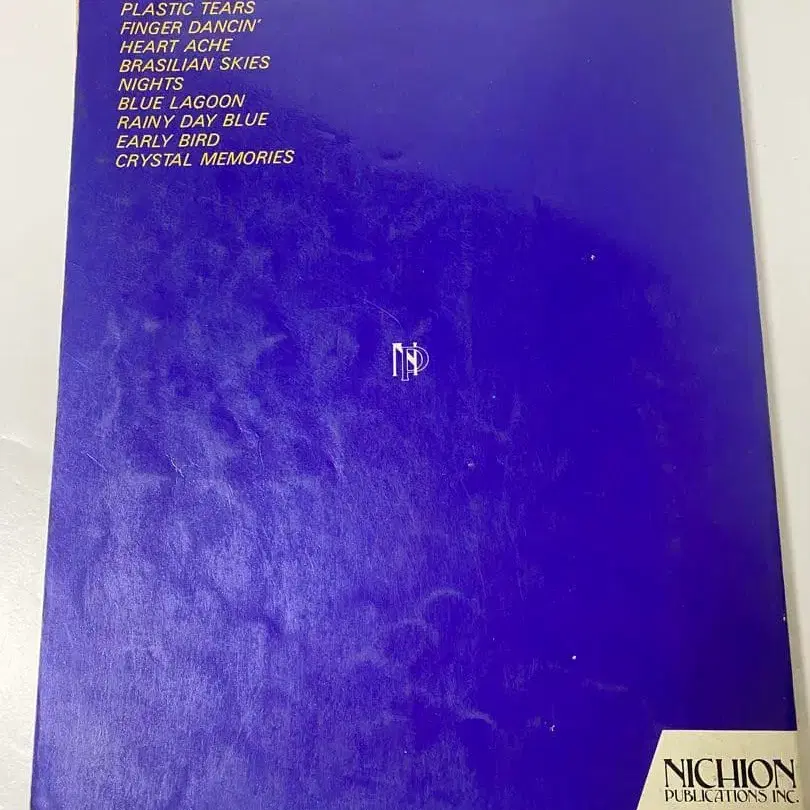 PLASTIC TEARS
FINGER DANCIN'
HEART ACHE
BRASILIAN SKIES
NIGHTS
BLUE LAGOON
RAINY DAY BLUE
EARLY BIRD
CRYSTAL MEMORIES
NP
NICHION
PUBLICATIONS INC.